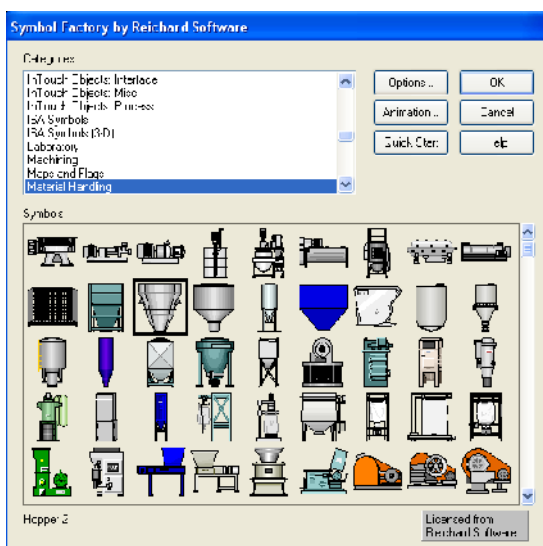 Symbol Factory by Reichard Software
Categories
InTouch Objects: Interface
InTouch Objects: Misc
InTouch Objects: Process
ISA Symbols
ISA Symbols (3-D)
Laboratory
Machining
Maps and Flags
Material Handling
Options...
OK
Animation...
Cancel
Quick Start
Help
Symbols
Hopper 2
Licensed from
Reichard Software